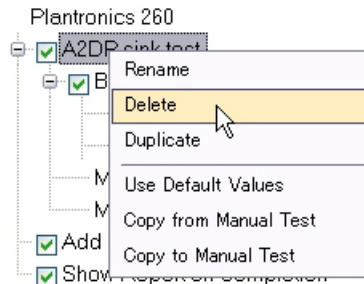 Plantronics 260
A2DP sink test
Rename
B
Delete
Duplicate
M
Use Default Values
M
Copy from Manual Test
Add
Copy to Manual Test
Show Report on Completion